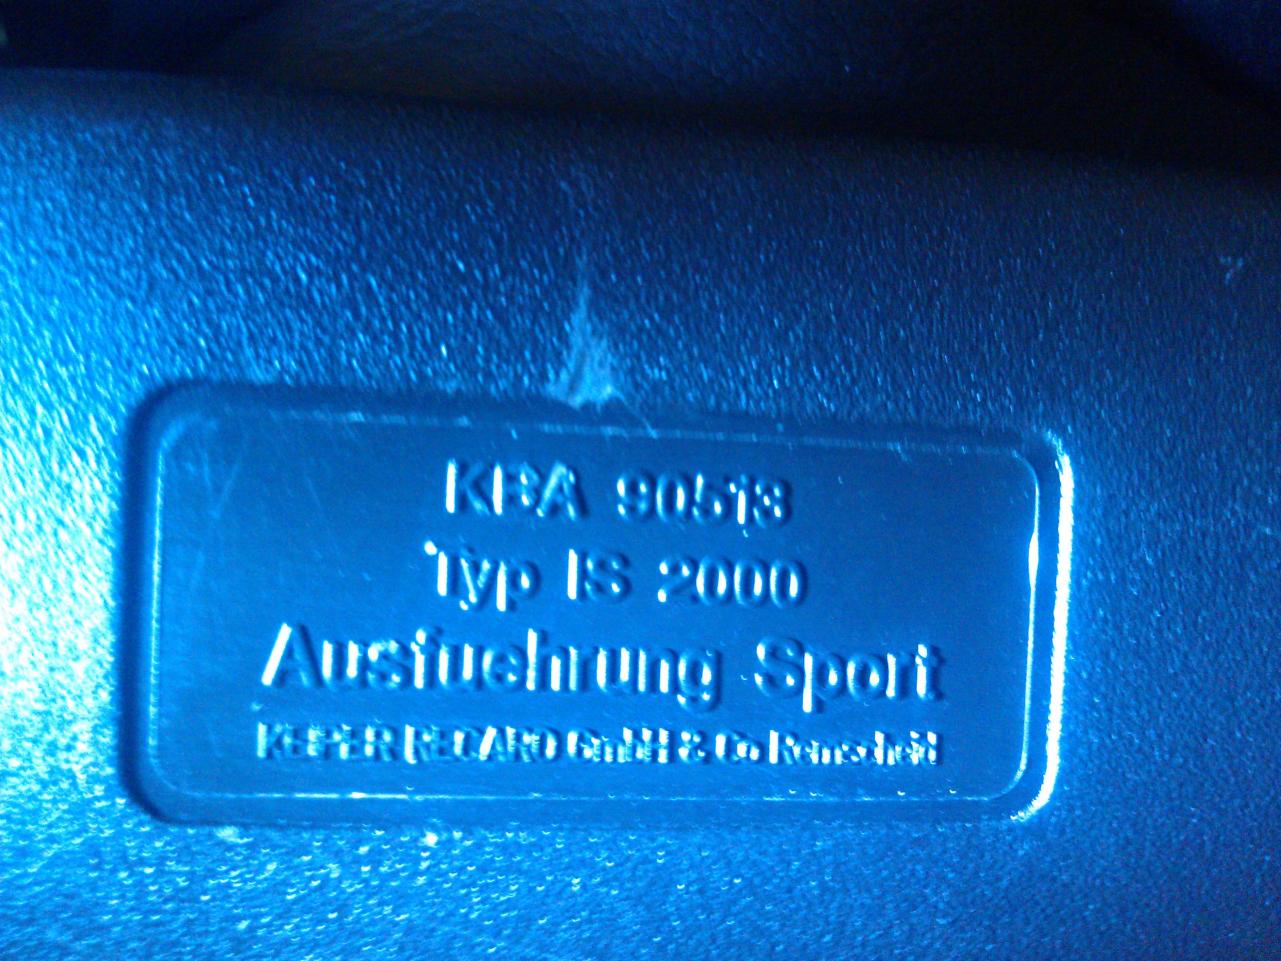 KBA 90513
Typ IS 2000
Ausfuehrung Sport
KEIPER RECARO GmbH & Co Remscheid